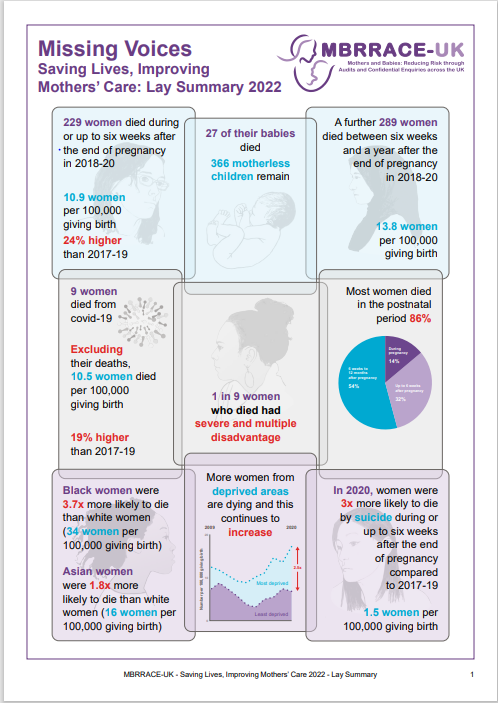 Missing Voices
Saving Lives, Improving
Mothers' Care: Lay Summary 2022
MBRRACE-UK
Mothers and Babies: Reducing Risk through
Audits and Confidential Enquiries across the UK
229 women died during
or up to six weeks after
the end of pregnancy
in 2018-20
10.9 women
per 100,000
giving birth
24% higher
than 2017-19
27 of their babies
died
366 motherless
children remain
A further 289 women
died between six weeks
and a year after the
end of pregnancy
in 2018-20
13.8 women
per 100,000
giving birth
9 women
died from
covid-19
Excluding
their deaths,
10.5 women died
per 100,000
giving birth
19% higher
than 2017-19
1 in 9 women
who died had
severe and multiple
disadvantage
Most women died
in the postnatal
period 86%
During
pregnancy
14%
6 weeks to
12 months
after pregnancy
54%
Up to 6 weeks
after pregnancy
32%
Black women were
3.7x more likely to die
than white women
(34 women per
100,000 giving birth)
Asian women
were 1.8x more
likely to die than white
women (16 women per
100,000 giving birth)
More women from
deprived areas
are dying and this
continues to
increase
2009
2020
Most deprived
Least deprived
In 2020, women were
3x more likely to die
by suicide during or
up to six weeks
after the end
of pregnancy
compared
to 2017-19
1.5 women per
100,000 giving birth
MBRRACE-UK - Saving Lives, Improving Mothers' Care 2022 - Lay Summary
1